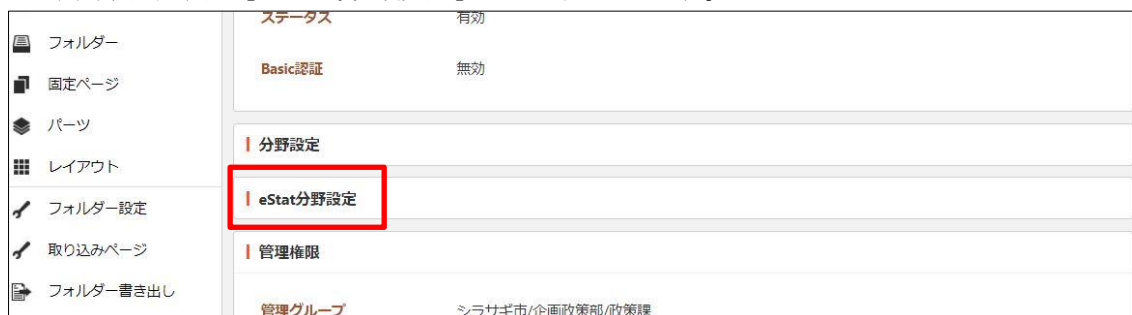 ステータス 有効
フォルダー
Basic認証 無効
固定ページ
パーツ
分野設定
レイアウト
eStat分野設定
フォルダー設定
取り込みページ
管理権限
フォルダー書き出し
管理グループ シラサギ市/企画政策部/政策課